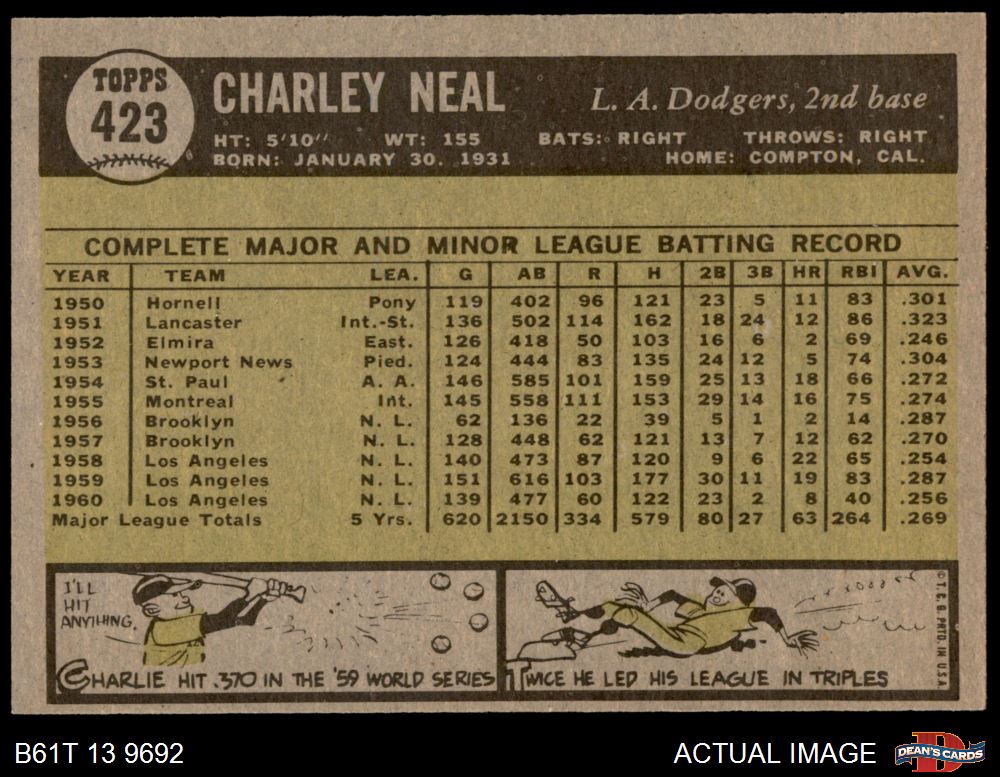 TOPPS
423
CHARLEY NEAL
L. A. Dodgers, 2nd base
HT: 5'10" WT: 155 BATS: RIGHT THROWS: RIGHT
BORN: JANUARY 30, 1931 HOME: COMPTON, CAL.
COMPLETE MAJOR AND MINOR LEAGUE BATTING RECORD
YEAR TEAM LEA. G AB R H 2B 3B HR RBI AVG.
1950 Hornell Pony 119 402 96 121 23 5 11 83 .301
1951 Lancaster Int.-St. 136 502 114 162 18 24 12 86 .323
1952 Elmira East. 126 418 50 103 16 6 2 69 .246
1953 Newport News Pied. 124 444 83 135 24 12 5 74 .304
1954 St. Paul A. A. 146 585 101 159 25 13 18 66 .272
1955 Montreal Int. 145 558 111 153 29 14 16 75 .274
1956 Brooklyn N. L. 62 136 22 39 5 1 2 14 .287
1957 Brooklyn N. L. 128 448 62 121 13 7 12 62 .270
1958 Los Angeles N. L. 140 473 87 120 9 6 22 65 .254
1959 Los Angeles N. L. 151 616 103 177 30 11 19 83 .287
1960 Los Angeles N. L. 139 477 60 122 23 2 8 40 .256
Major League Totals 5 Yrs. 620 2150 334 579 80 27 63 264 .269
I'LL
HIT
ANYTHING.
CHARLIE HIT .370 IN THE '59 WORLD SERIES
TWICE HE LED HIS LEAGUE IN TRIPLES
© T. C. G. PRTD. IN U.S.A.
B61T 13 9692
ACTUAL IMAGE
DEAN'S CARDS